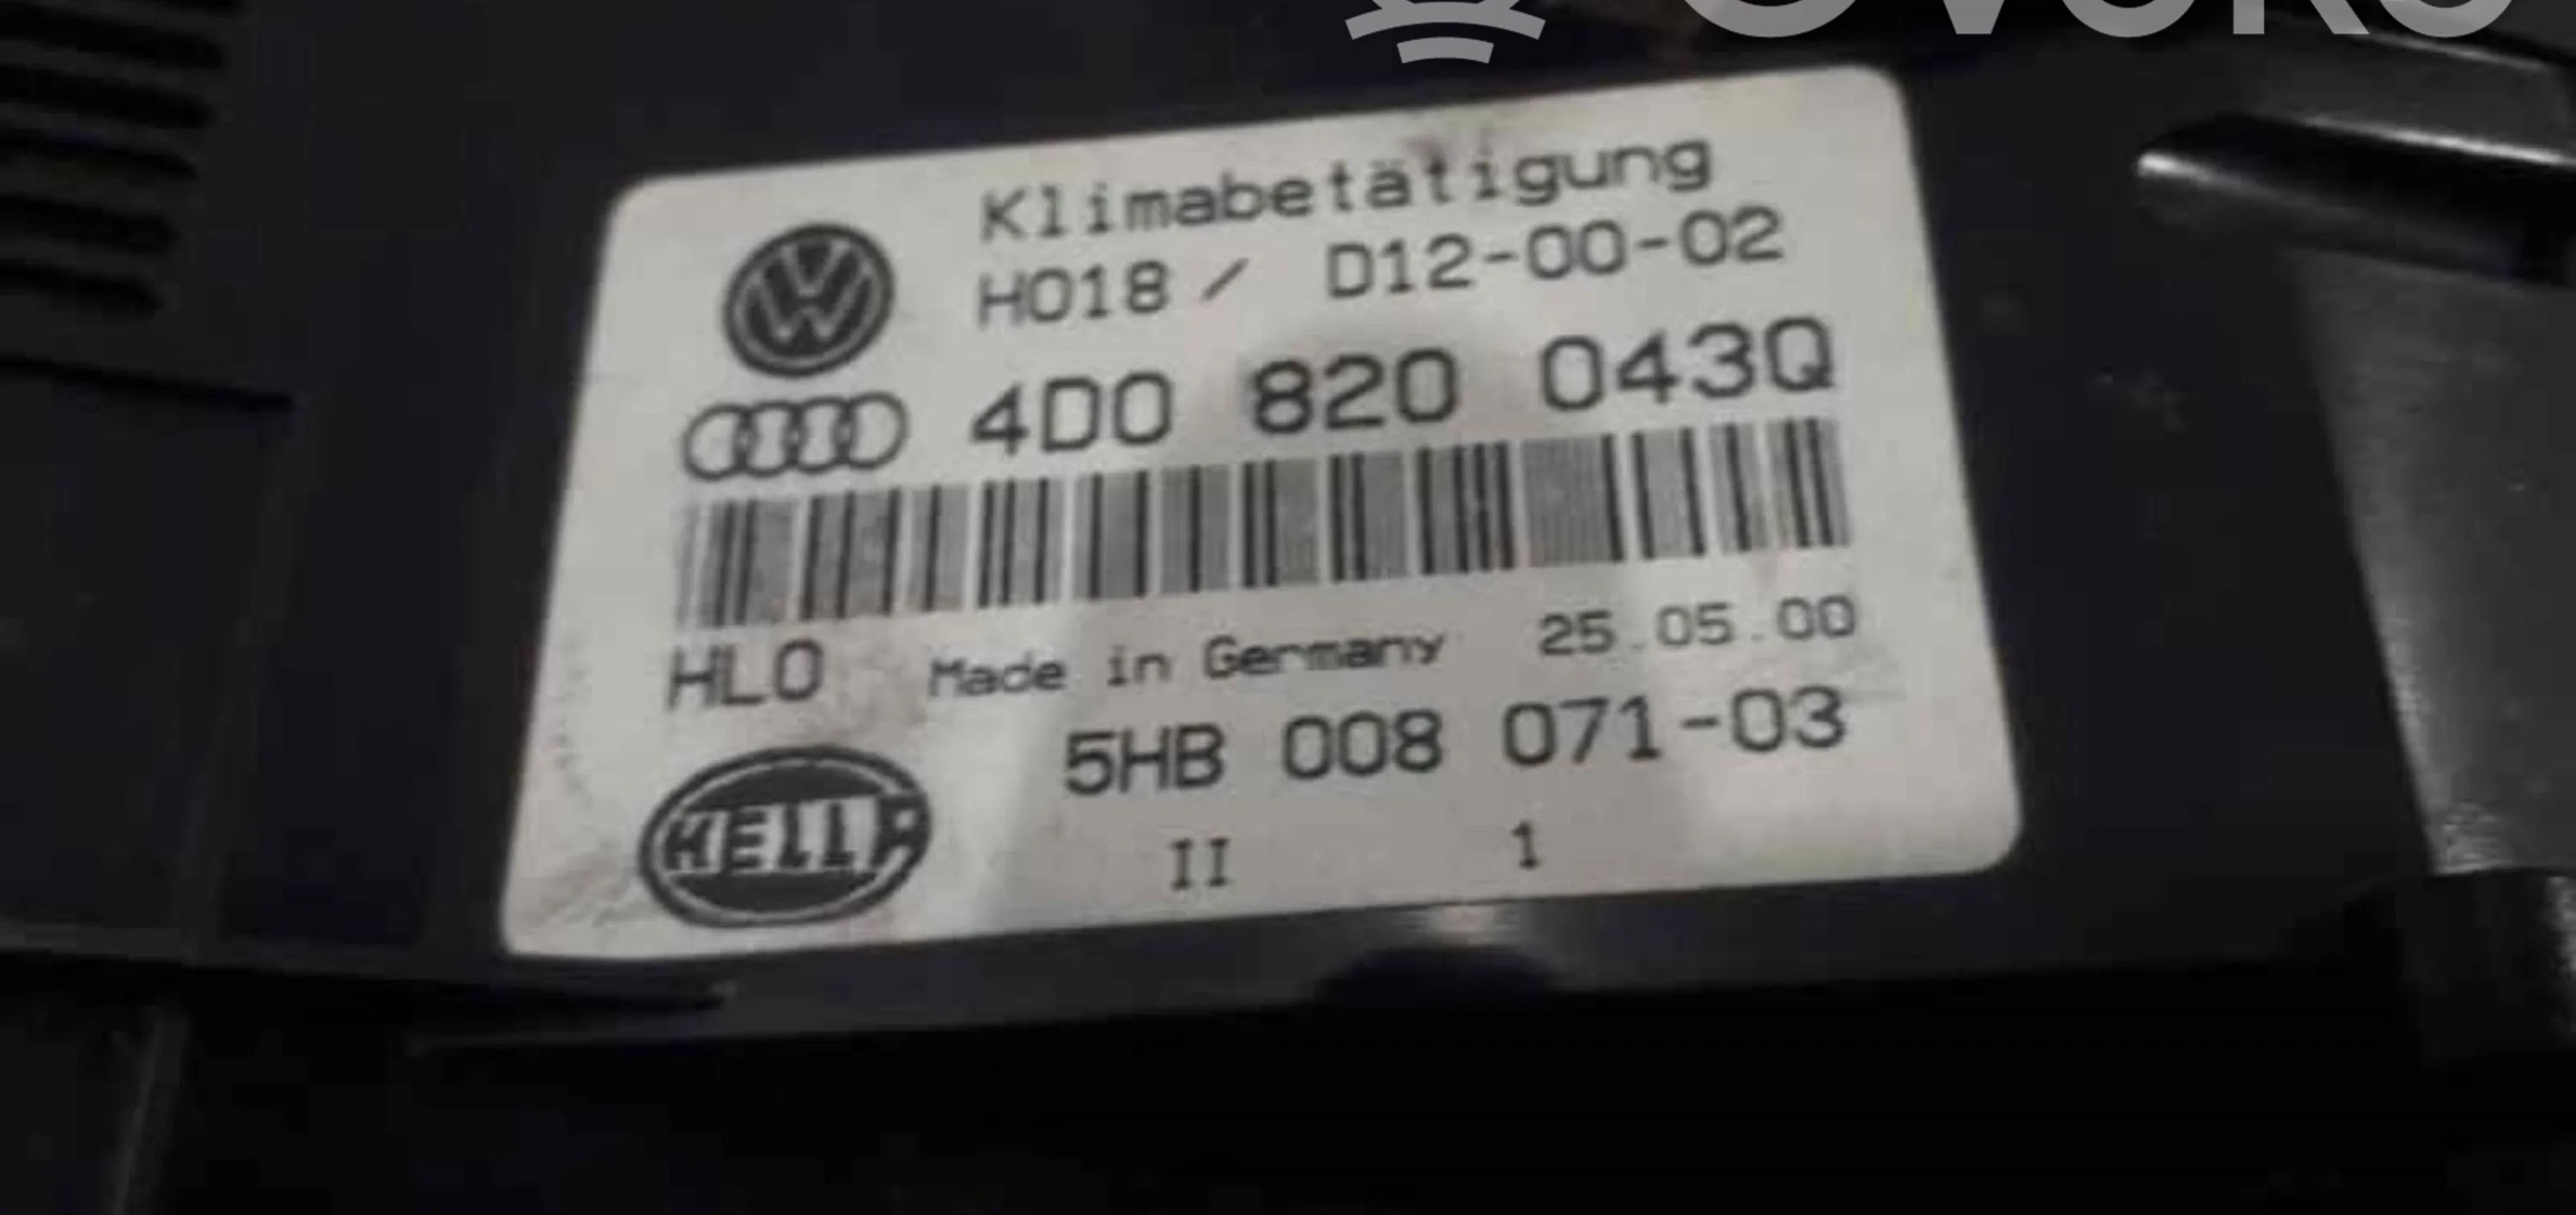 Klimabetätigung
H018 / D12-00-02
4D0 820 043Q
HLO Made in Germany 25.05.00
5HB 008 071-03
HELLA
II 1